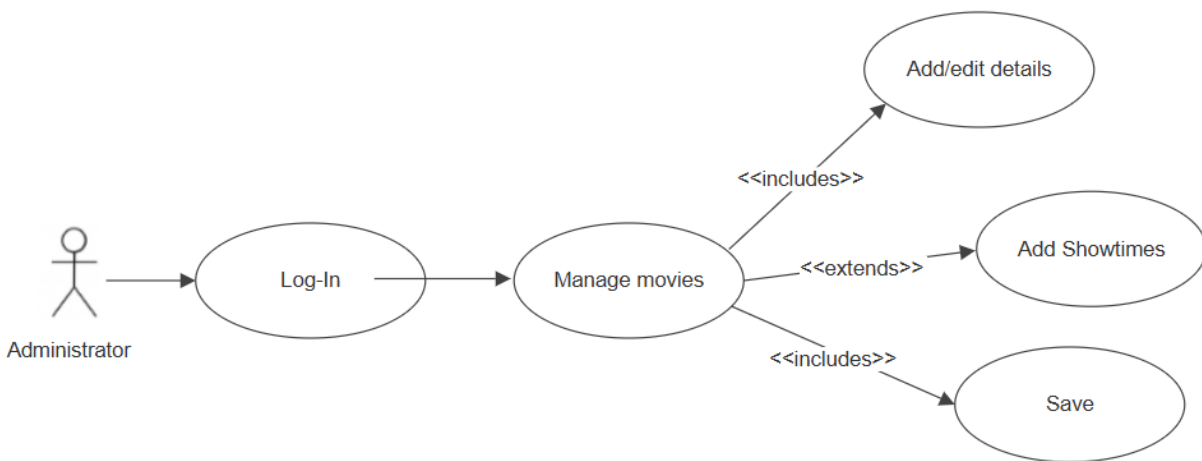 Add/edit details
<<includes>>
Add Showtimes
<<extends>>
Log-In
Manage movies
Administrator
<<includes>>
Save